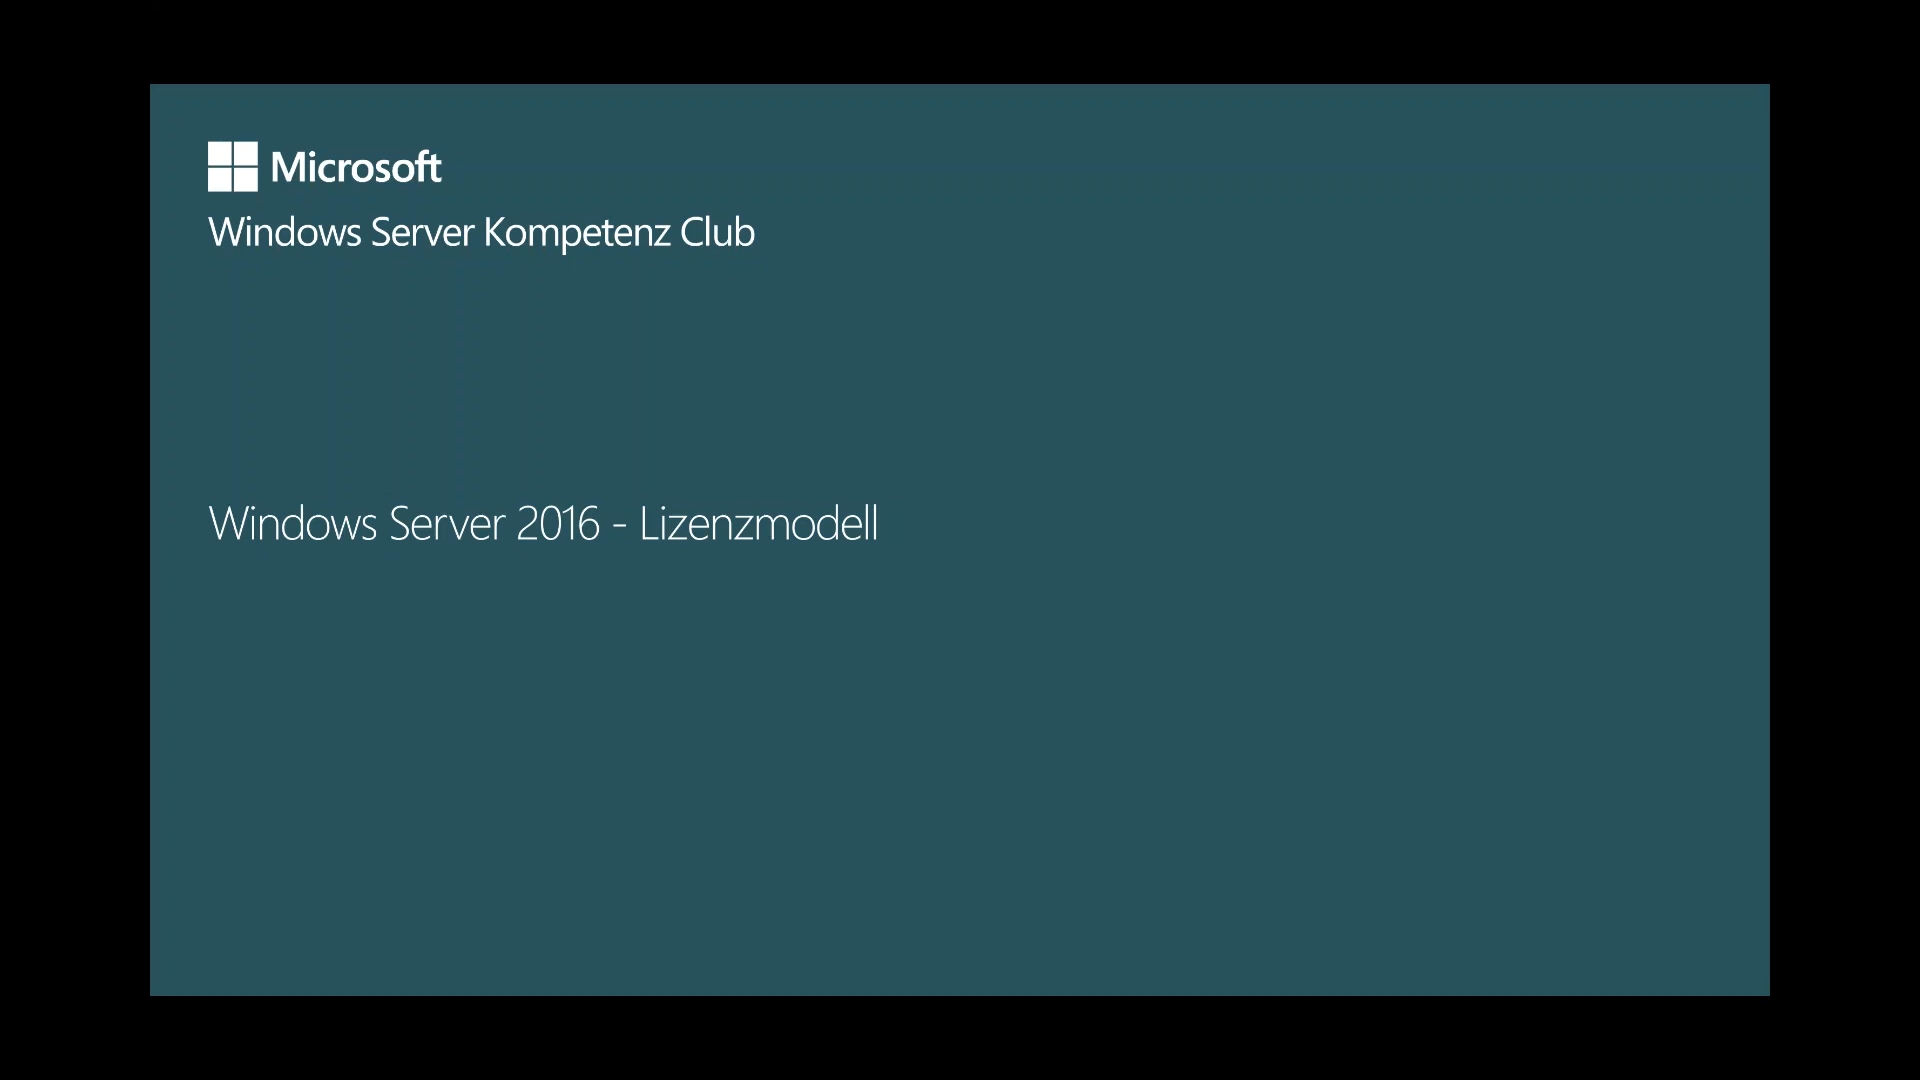 Microsoft
Windows Server Kompetenz Club
Windows Server 2016 - Lizenzmodell